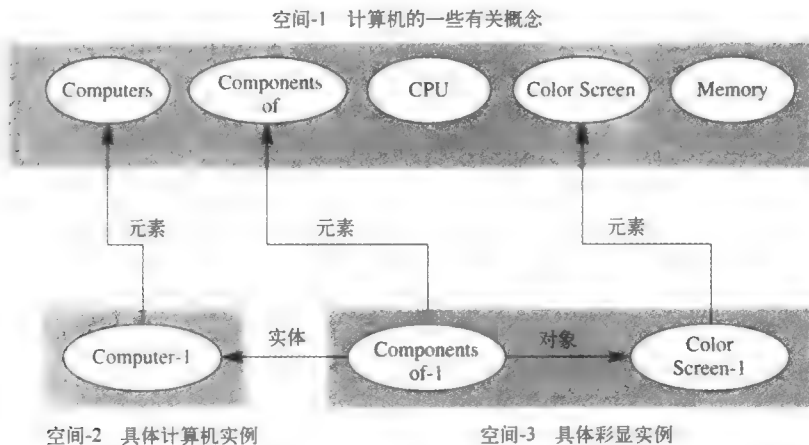 空间-1 计算机的一些有关概念
Computers
Components
of
CPU
Color Screen
Memory
元素
元素
元素
Computer-1
实体
Components
of-1
对象
Color
Screen-1
空间-2 具体计算机实例
空间-3 具体彩显实例